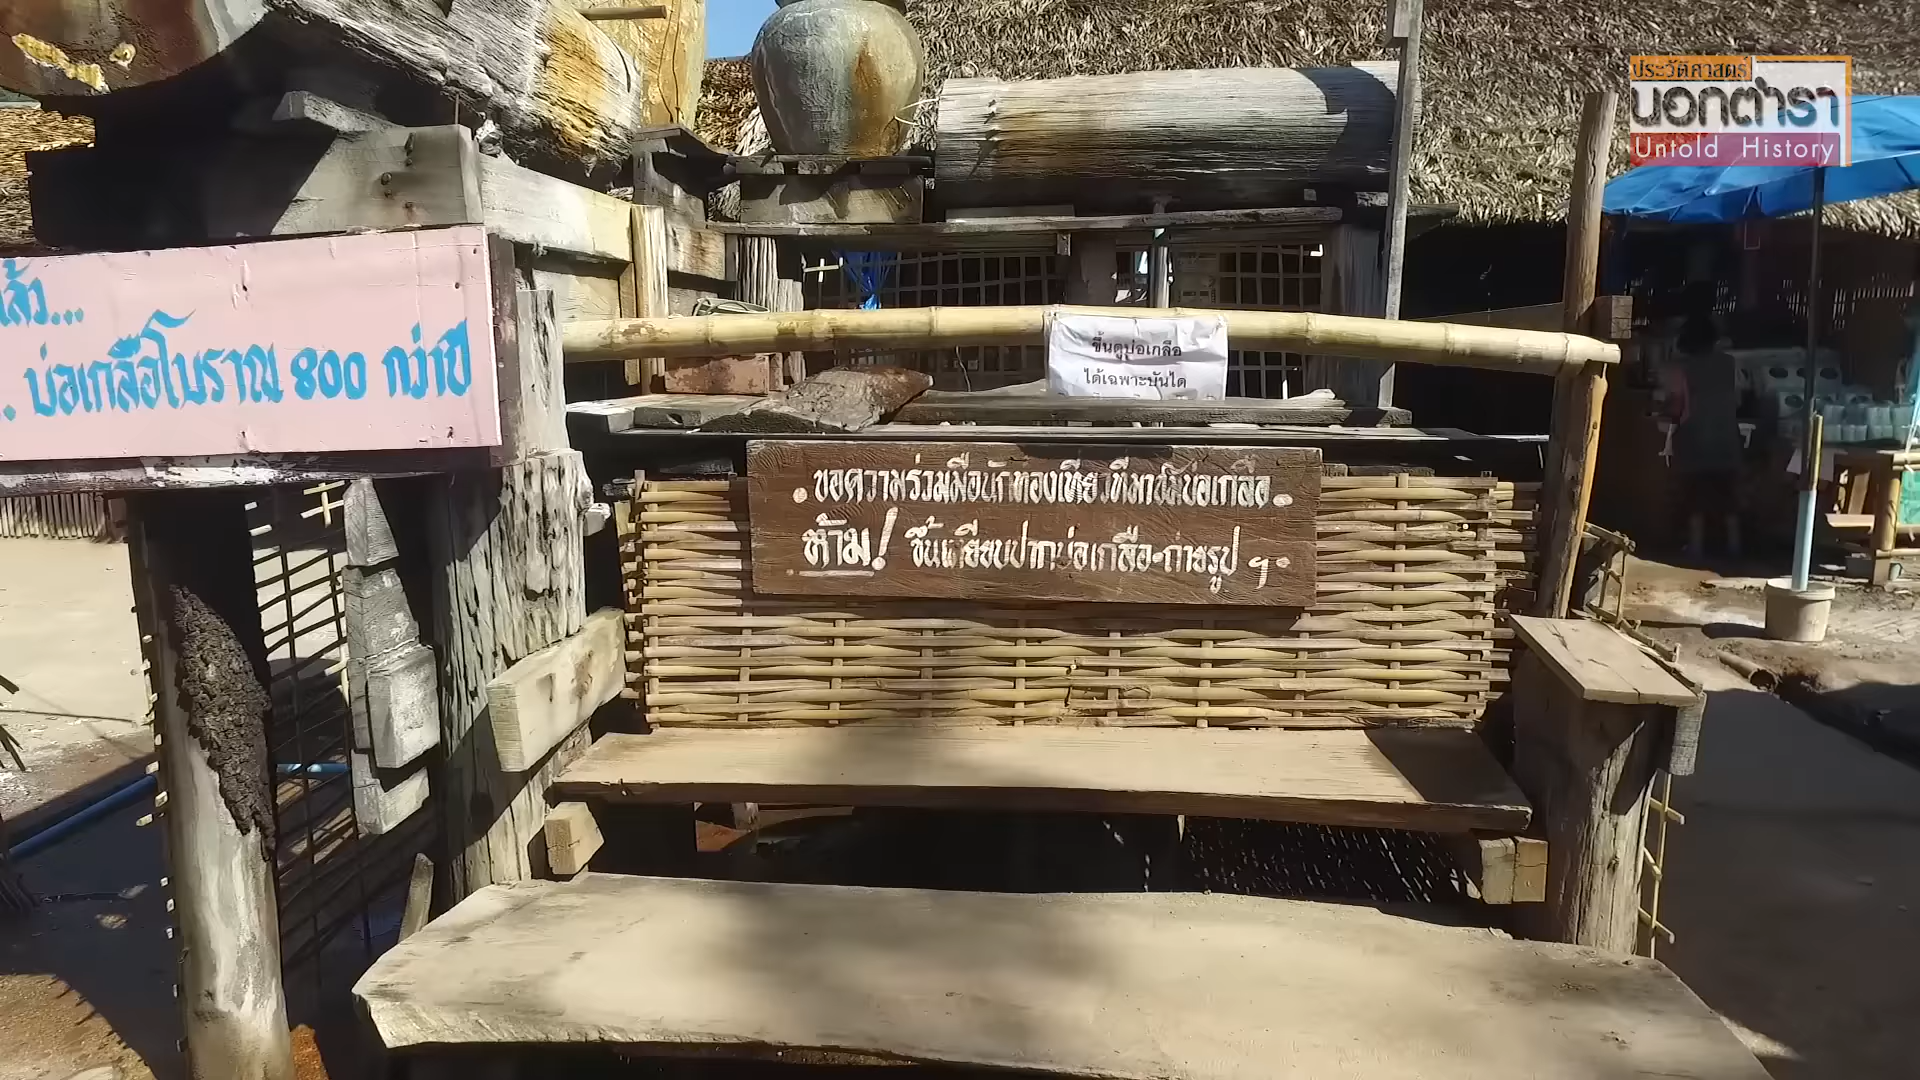 ประวัติศาสตร์
นอกตำรา
Untold History
แล้ว...
.. บ่อเกลือโบราณ 800 กว่าปี
ขึ้นดูบ่อเกลือ
ได้เฉพาะบันได
ขอความร่วมมือนักท่องเที่ยวที่มาชมบ่อเกลือ
ห้าม! ขึ้นเหยียบปากบ่อเกลือ-ถ่ายรูป ๆ